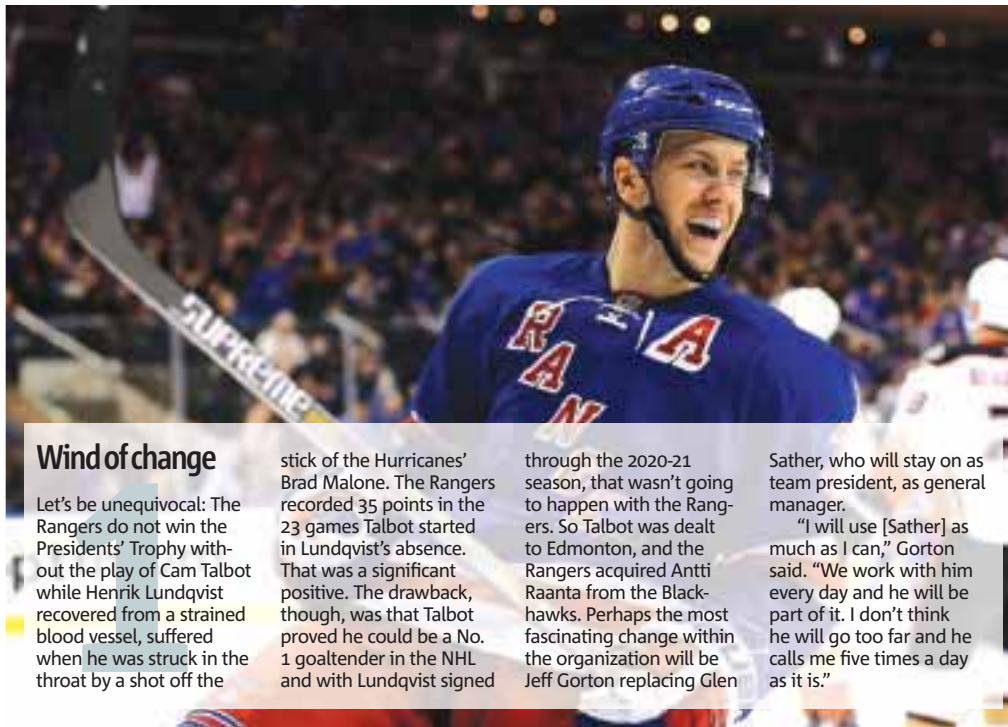 SUPREME
RAN
A
Wind of change
1
Let's be unequivocal: The
Rangers do not win the
Presidents' Trophy with-
out the play of Cam Talbot
while Henrik Lundqvist
recovered from a strained
blood vessel, suffered
when he was struck in the
throat by a shot off the
stick of the Hurricanes'
Brad Malone. The Rangers
recorded 35 points in the
23 games Talbot started
in Lundqvist's absence.
That was a significant
positive. The drawback,
though, was that Talbot
proved he could be a No.
1 goaltender in the NHL
and with Lundqvist signed
through the 2020-21
season, that wasn't going
to happen with the Rang-
ers. So Talbot was dealt
to Edmonton, and the
Rangers acquired Antti
Raanta from the Black-
hawks. Perhaps the most
fascinating change within
the organization will be
Jeff Gorton replacing Glen
Sather, who will stay on as
team president, as general
manager.
"I will use [Sather] as
much as I can," Gorton
said. "We work with him
every day and he will be
part of it. I don't think
he will go too far and he
calls me five times a day
as it is."